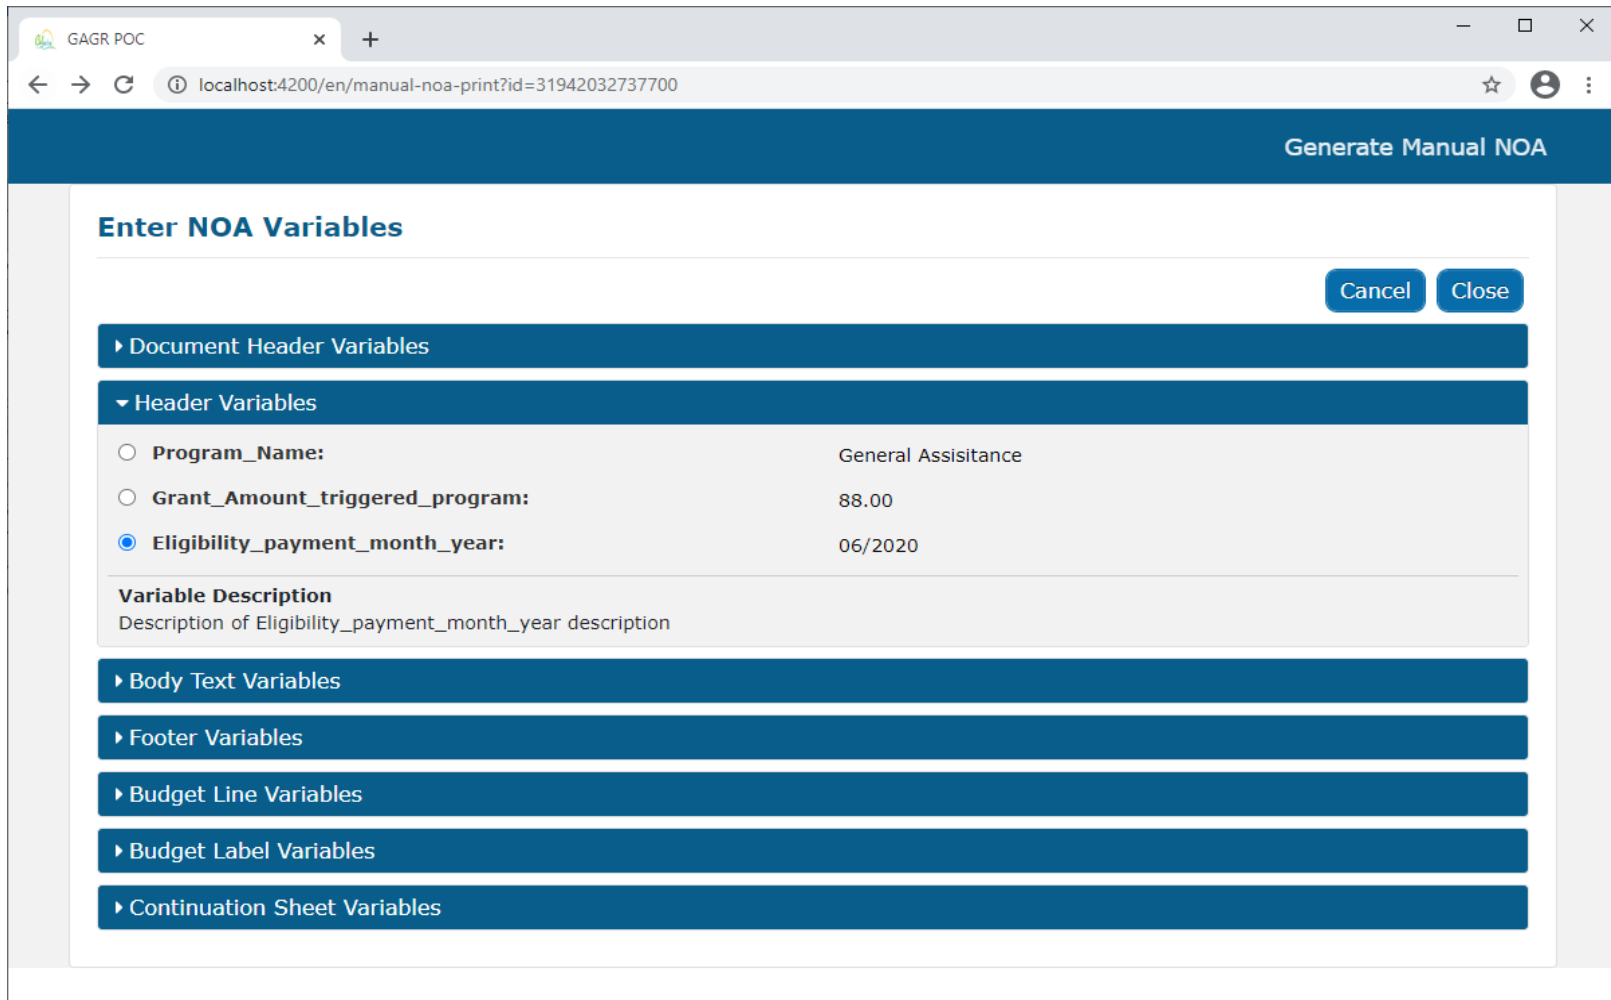 GAGR POC
localhost:4200/en/manual-noa-print?id=31942032737700
Generate Manual NOA
Enter NOA Variables
Cancel Close
Document Header Variables
Header Variables
Program_Name: General Assisitance
Grant_Amount_triggered_program: 88.00
Eligibility_payment_month_year: 06/2020
Variable Description
Description of Eligibility_payment_month_year description
Body Text Variables
Footer Variables
Budget Line Variables
Budget Label Variables
Continuation Sheet Variables